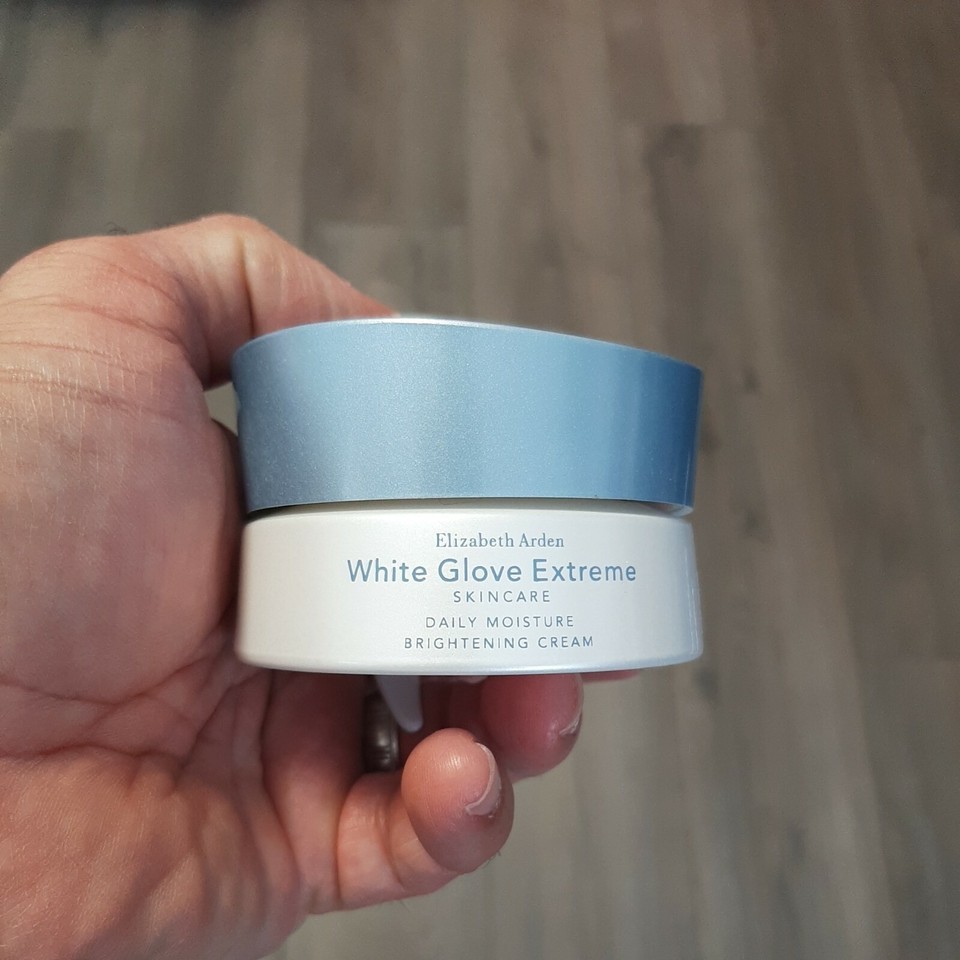 Elizabeth Arden
White Glove Extreme
SKINCARE
DAILY MOISTURE
BRIGHTENING CREAM